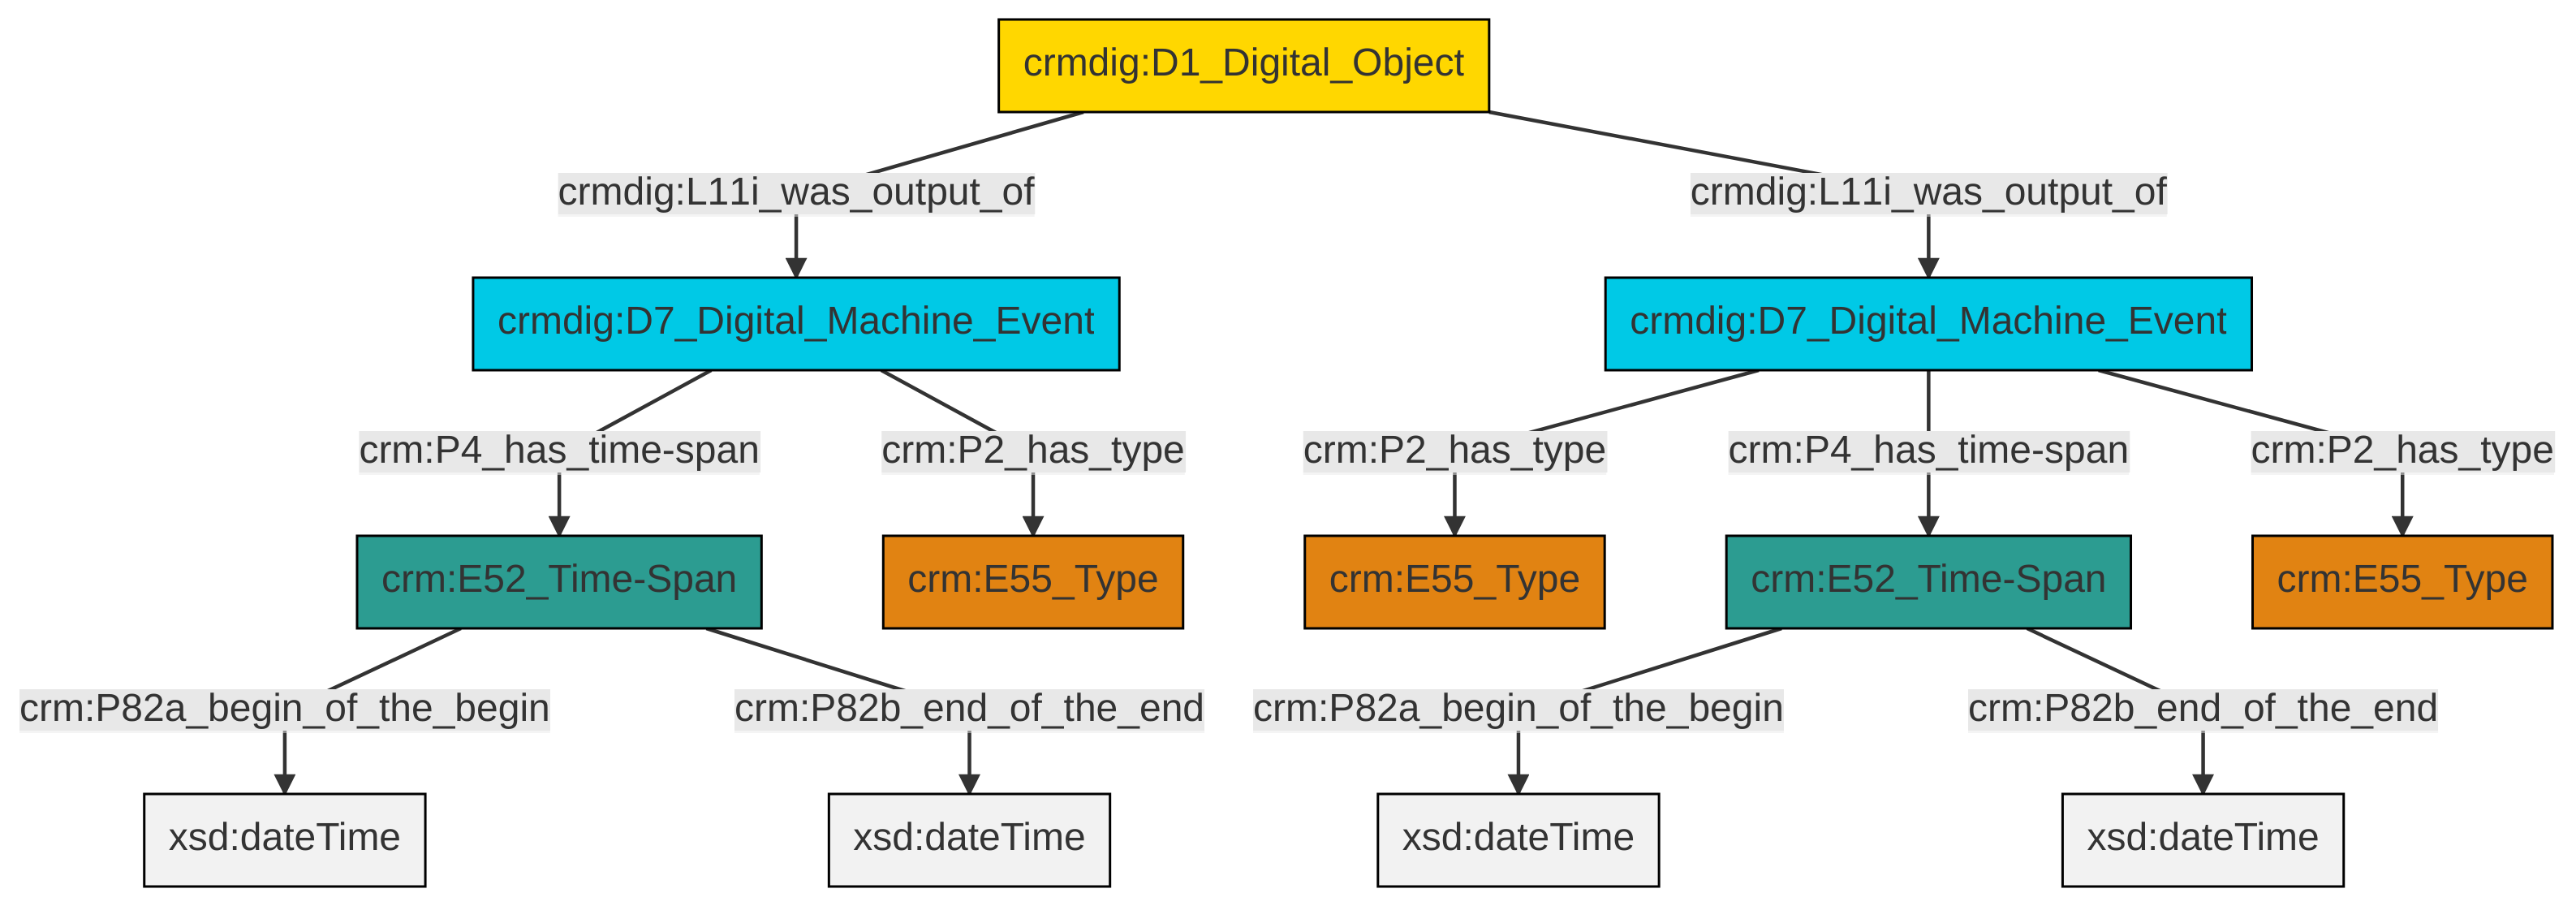 crmdig:D1_Digital_Object
crmdig:L11i_was_output_of
crmdig:L11i_was_output_of
crmdig:D7_Digital_Machine_Event
crmdig:D7_Digital_Machine_Event
crm:P4_has_time-span
crm:P2_has_type
crm:P2_has_type
crm:P4_has_time-span
crm:P2_has_type
crm:E52_Time-Span
crm:E55_Type
crm:E55_Type
crm:E52_Time-Span
crm:E55_Type
crm:P82a_begin_of_the_begin
crm:P82b_end_of_the_end
crm:P82a_begin_of_the_begin
crm:P82b_end_of_the_end
xsd:dateTime
xsd:dateTime
xsd:dateTime
xsd:dateTime